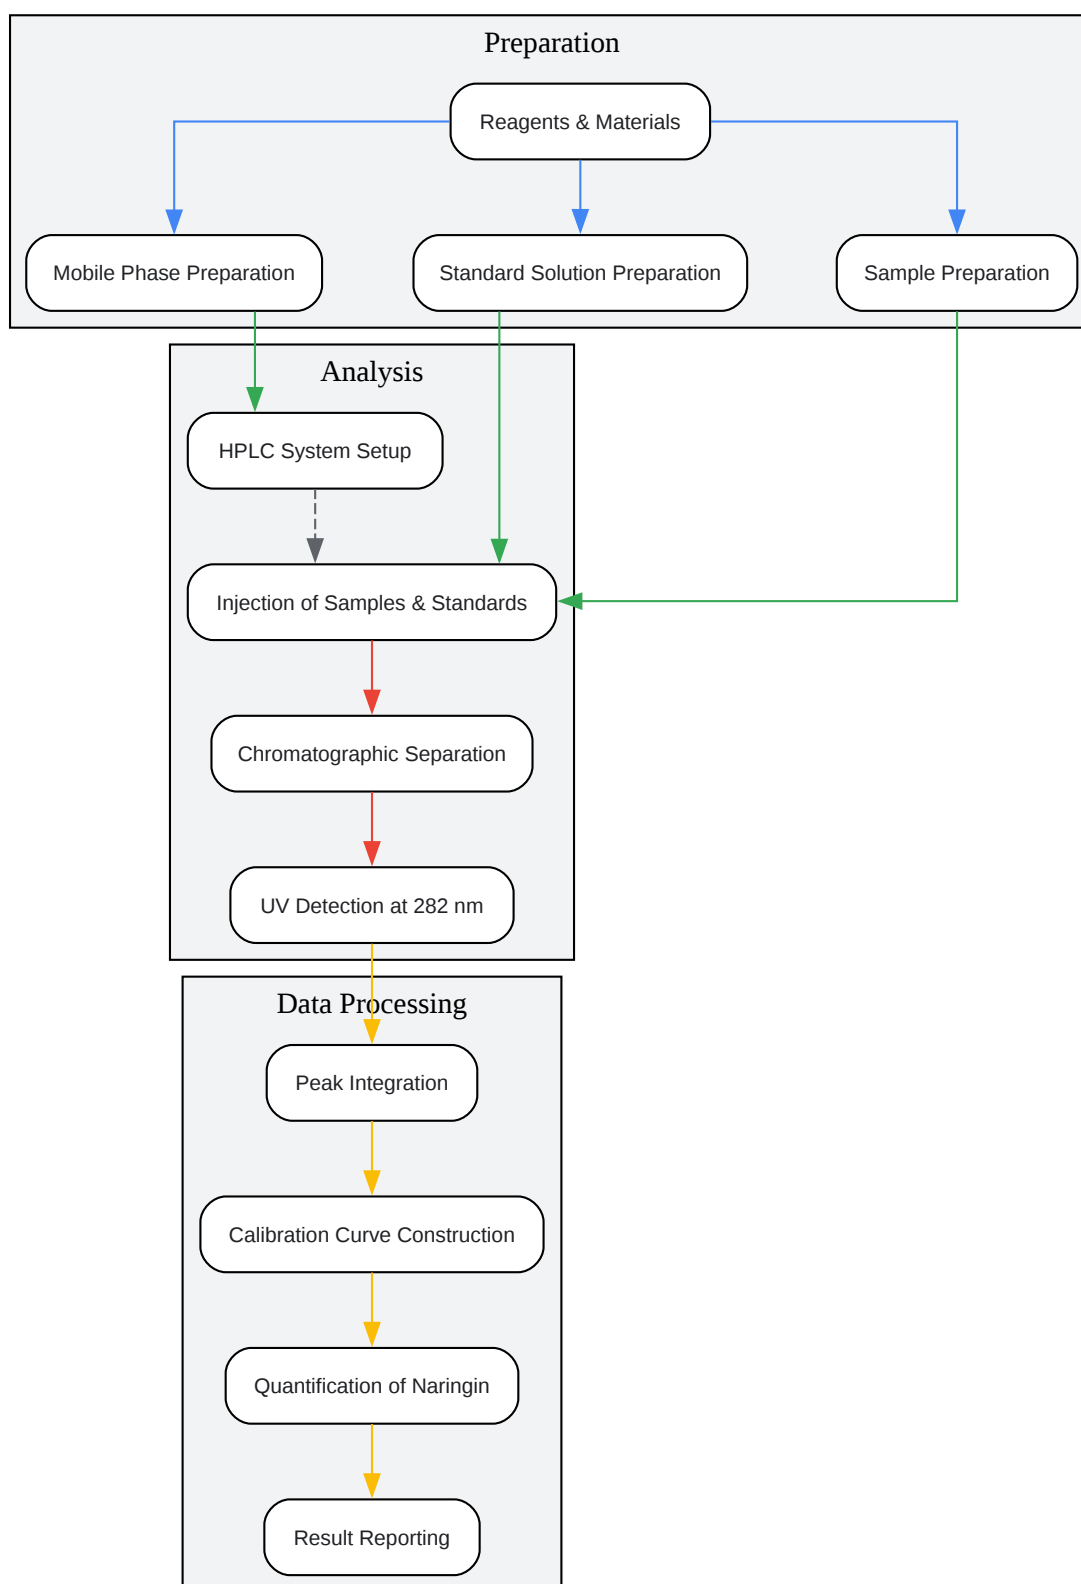 Preparation
Reagents & Materials
Mobile Phase Preparation
Standard Solution Preparation
Sample Preparation
Analysis
HPLC System Setup
Injection of Samples & Standards
Chromatographic Separation
UV Detection at 282 nm
Data Processing
Peak Integration
Calibration Curve Construction
Quantification of Naringin
Result Reporting